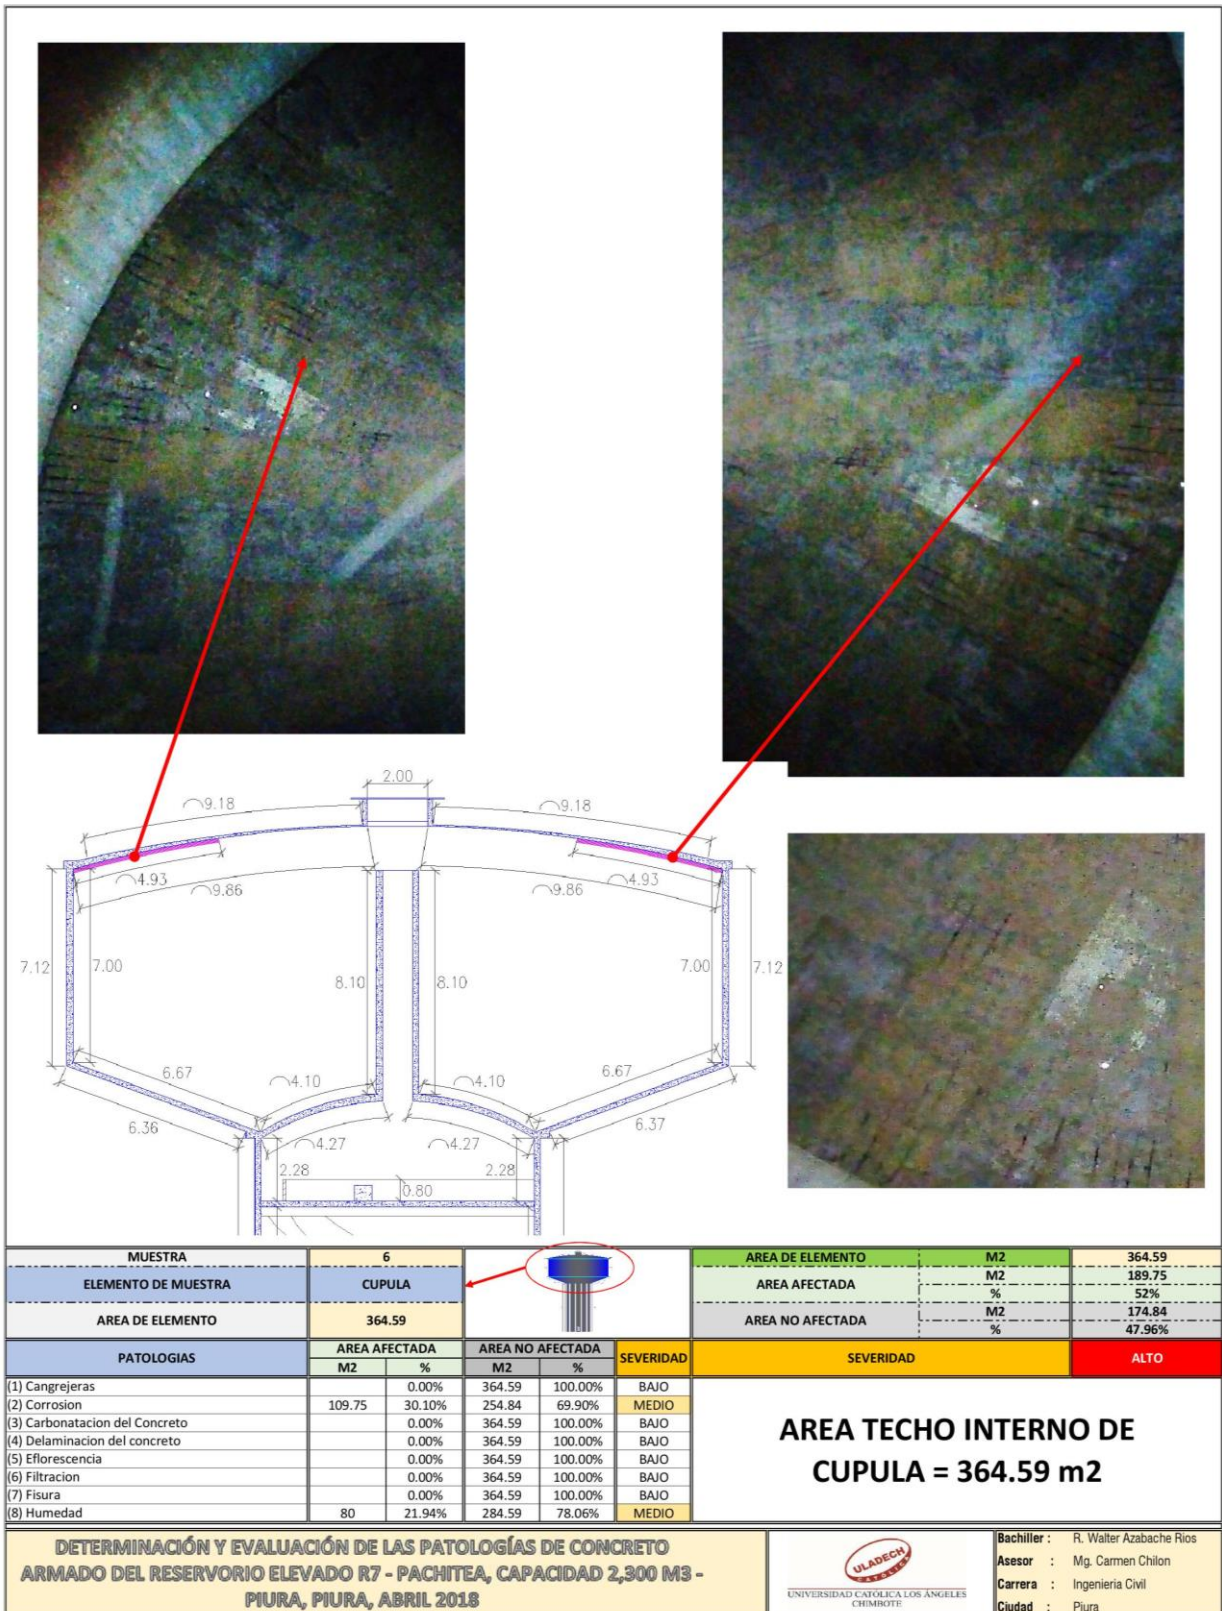 2.00
9.18 9.18
4.93 9.86 9.86 4.93
7.12 7.00 8.10 8.10 7.00 7.12
6.67 4.10 4.10 6.67
6.36 4.27 4.27 6.37
2.28 0.80 2.28
MUESTRA 6
ELEMENTO DE MUESTRA CUPULA
AREA DE ELEMENTO 364.59
AREA DE ELEMENTO M2 364.59
AREA AFECTADA M2 189.75
% 52%
AREA NO AFECTADA M2 174.84
% 47.96%
PATOLOGIAS AREA AFECTADA AREA NO AFECTADA SEVERIDAD
M2 % M2 %
SEVERIDAD ALTO
(1) Cangrejeras 0.00% 364.59 100.00% BAJO
(2) Corrosion 109.75 30.10% 254.84 69.90% MEDIO
(3) Carbonatacion del Concreto 0.00% 364.59 100.00% BAJO
(4) Delaminacion del concreto 0.00% 364.59 100.00% BAJO
(5) Eflorescencia 0.00% 364.59 100.00% BAJO
(6) Filtracion 0.00% 364.59 100.00% BAJO
(7) Fisura 0.00% 364.59 100.00% BAJO
(8) Humedad 80 21.94% 284.59 78.06% MEDIO
AREA TECHO INTERNO DE
CUPULA = 364.59 m2
DETERMINACIÓN Y EVALUACIÓN DE LAS PATOLOGÍAS DE CONCRETO
ARMADO DEL RESERVORIO ELEVADO R7 - PACHITEA, CAPACIDAD 2,300 M3 -
PIURA, PIURA, ABRIL 2018
ULADECH
CATÓLICA
UNIVERSIDAD CATÓLICA LOS ÁNGELES
CHIMBOTE
Bachiller : R. Walter Azabache Rios
Asesor : Mg. Carmen Chilon
Carrera : Ingenieria Civil
Ciudad : Piura